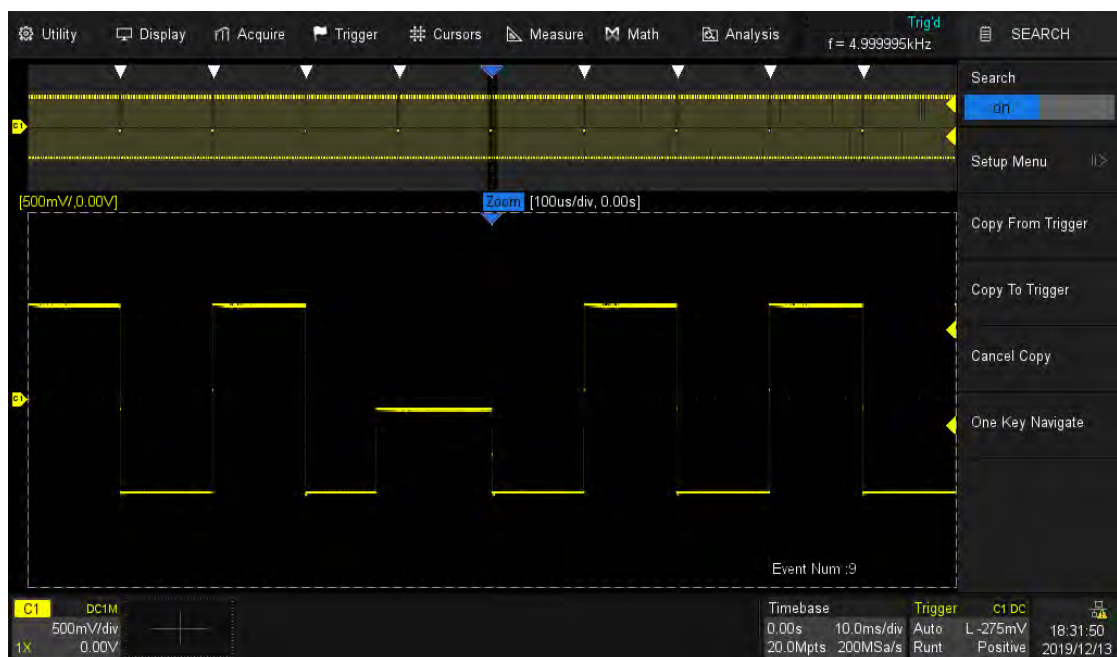 Utility Display Acquire Trigger Cursors Measure Math Analysis
Trig'd
f = 4.999995kHz
SEARCH
Search
on
Setup Menu
Copy From Trigger
Copy To Trigger
Cancel Copy
One Key Navigate
C1
[500mV/,0.00V]
Zoom [100us/div, 0.00s]
C1
Event Num :9
C1 DC1M
500mV/div
1X 0.00V
Timebase
0.00s 10.0ms/div
20.0Mpts 200MSa/s
Trigger C1 DC
Auto L -275mV
Runt Positive
18:31:50
2019/12/13